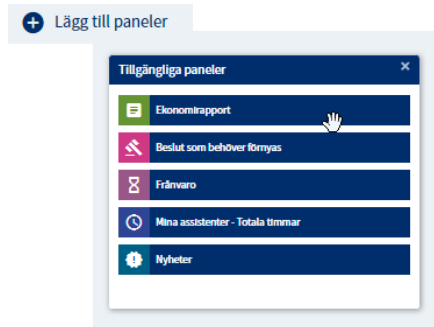 Lägg till paneler
Tillgängliga paneler
Ekonomirapport
Beslut som behöver förnyas
Frånvaro
Mina assistenter - Totala timmar
Nyheter